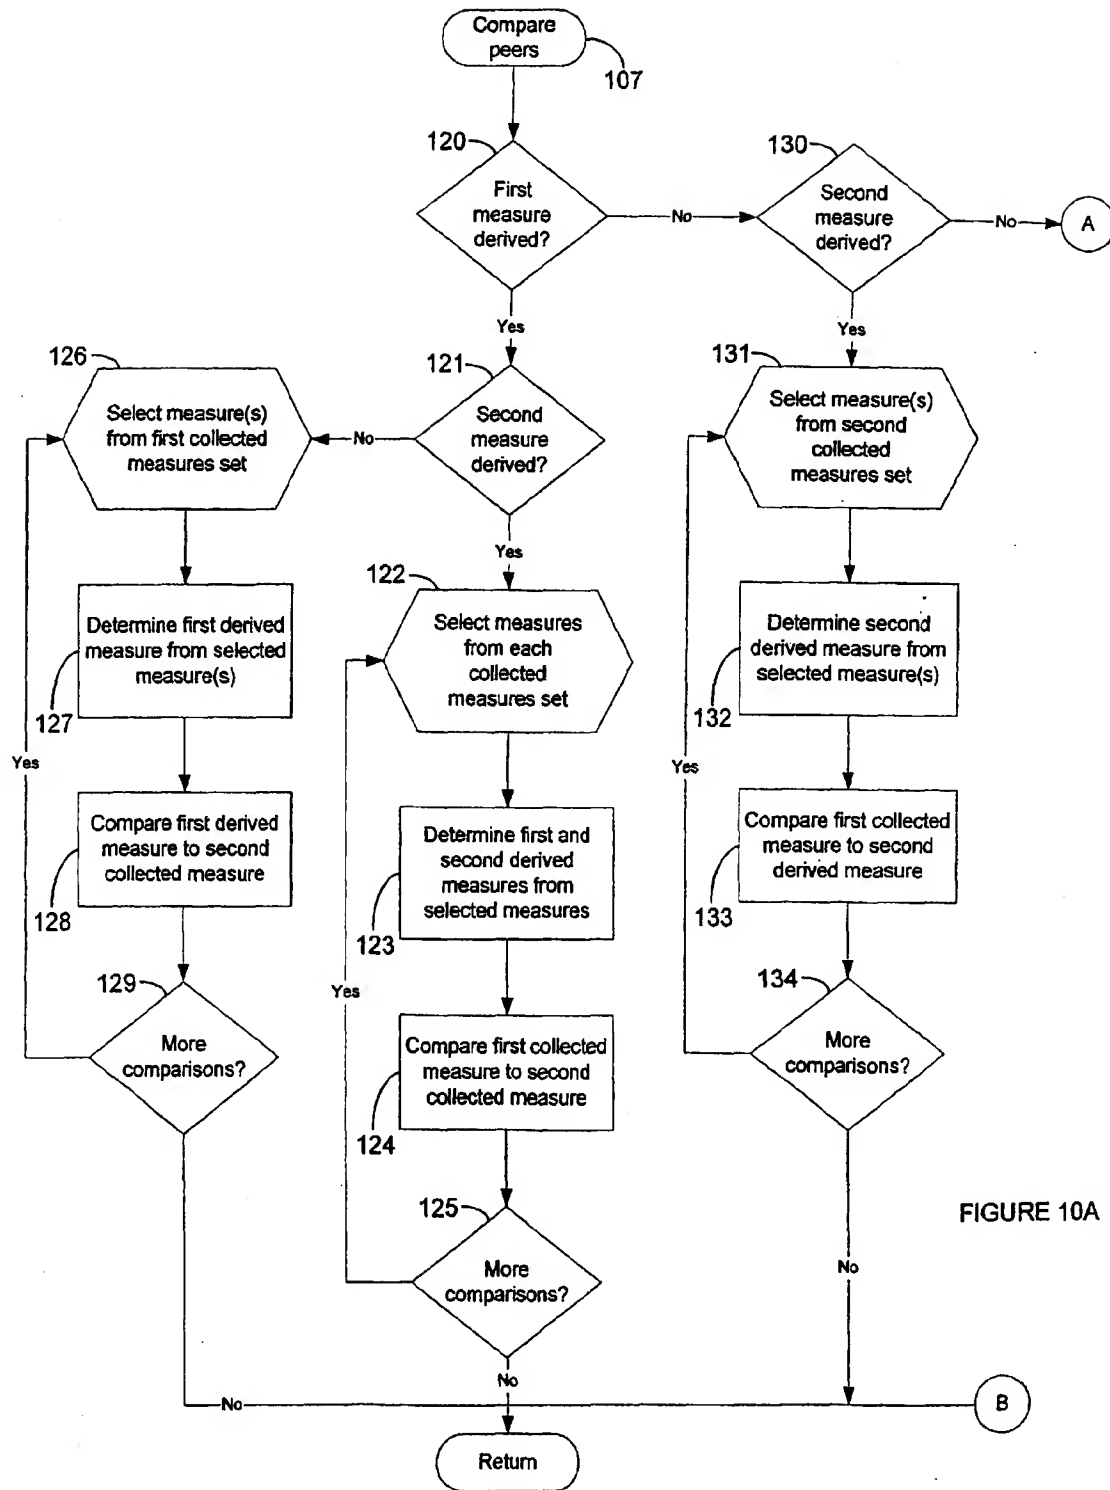 Compare
peers
107
120
First
measure
derived?
No
130
Second
measure
derived?
No
A
Yes
Yes
126
Select measure(s)
from first collected
measures set
No
121
Second
measure
derived?
131
Select measure(s)
from second
collected
measures set
Yes
122
Select measures
from each
collected
measures set
Determine first derived
measure from selected
measure(s)
127
Determine second
derived measure from
selected measure(s)
132
Yes
Yes
Compare first derived
measure to second
collected measure
128
Determine first and
second derived
measures from
selected measures
123
Compare first collected
measure to second
derived measure
133
129
More
comparisons?
Yes
134
More
comparisons?
Compare first collected
measure to second
collected measure
124
125
More
comparisons?
FIGURE 10A
No
No
No
B
Return